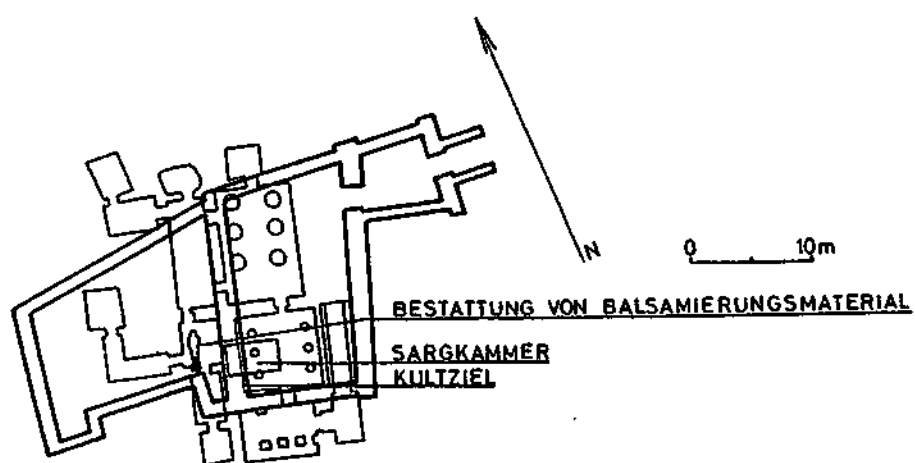 N
0 10m
BESTATTUNG VON BALSAMIERUNGSMATERIAL
SARGKAMMER
KULTZIEL